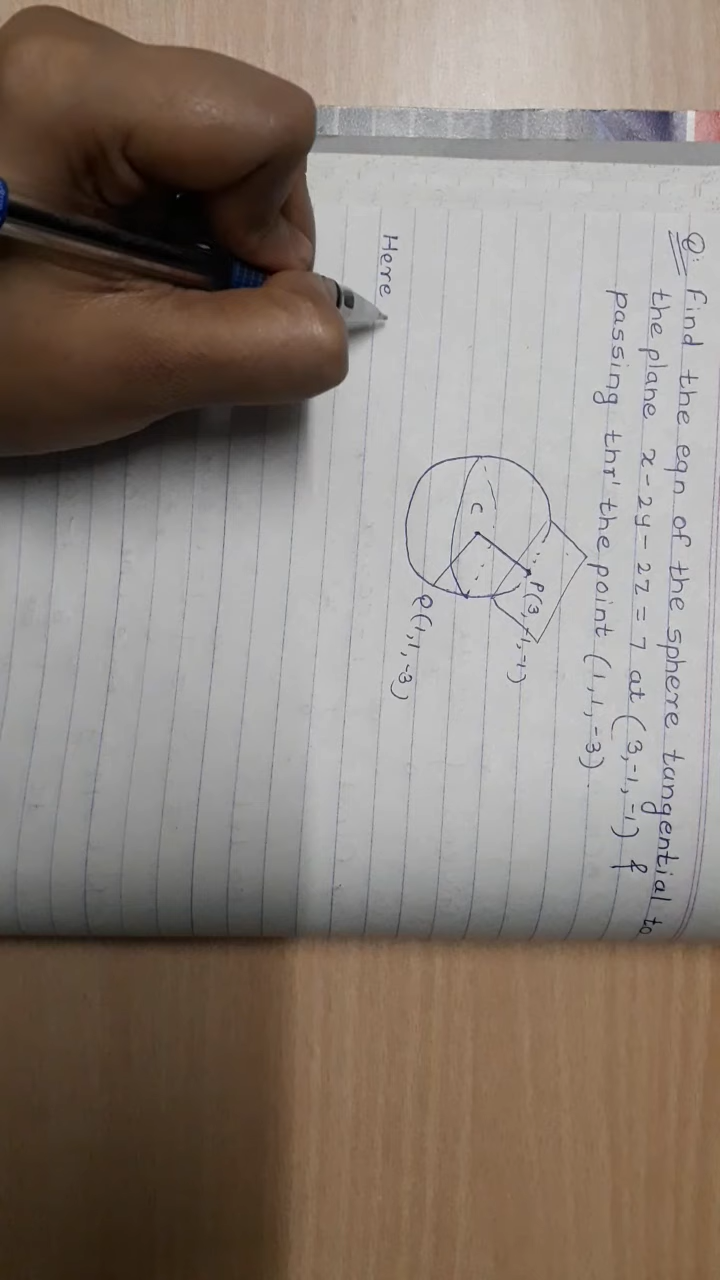 Q: Find the eqn of the sphere tangential to
the plane x - 2y - 2z = 7 at (3, -1, -1) &
passing thr' the point (1, 1, -3).
P(3, -1, -1)
C
Q(1, 1, -3)
Here